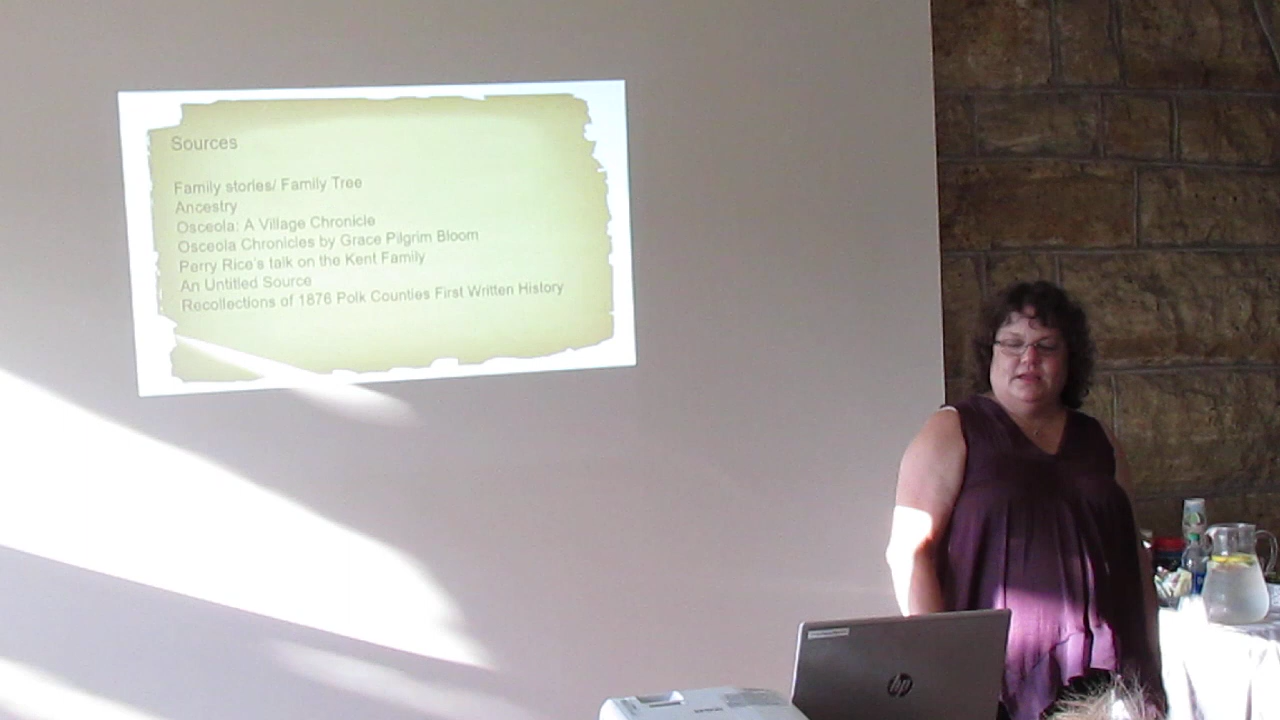 Sources
Family stories/ Family Tree
Ancestry
Osceola: A Village Chronicle
Osceola Chronicles by Grace Pilgrim Bloom
Perry Rice's talk on the Kent Family
An Untitled Source
Recollections of 1876 Polk Counties First Written History
hp
EPSON